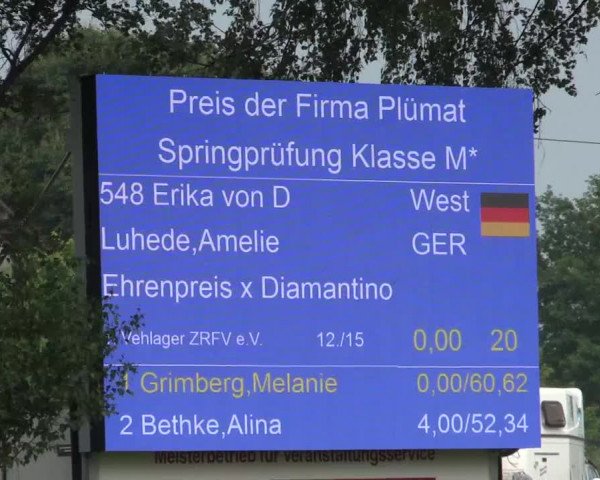 Preis der Firma Plümat
Springprüfung Klasse M*
548 Erika von D West
Luhede,Amelie GER
Ehrenpreis x Diamantino
Vehlager ZRFV e.V. 12./15 0,00 20
1 Grimberg,Melanie 0,00/60,62
2 Bethke,Alina 4,00/52,34
Meisterbetrieb für Veranstaltungsservice